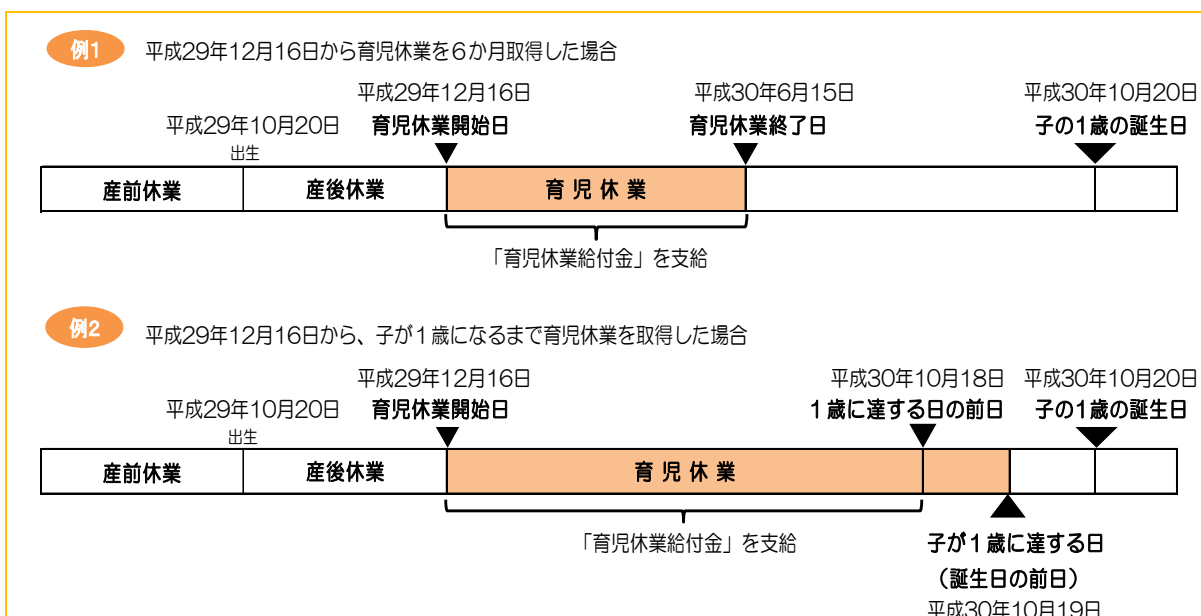 例1 平成29年12月16日から育児休業を6か月取得した場合
平成29年12月16日 平成30年6月15日 平成30年10月20日
平成29年10月20日 育児休業開始日 育児休業終了日 子の1歳の誕生日
出生
産前休業 産後休業 育児休業
「育児休業給付金」を支給
例2 平成29年12月16日から、子が1歳になるまで育児休業を取得した場合
平成29年12月16日 平成30年10月18日 平成30年10月20日
平成29年10月20日 育児休業開始日 1歳に達する日の前日 子の1歳の誕生日
出生
産前休業 産後休業 育児休業
「育児休業給付金」を支給 子が1歳に達する日
（誕生日の前日）
平成30年10月19日